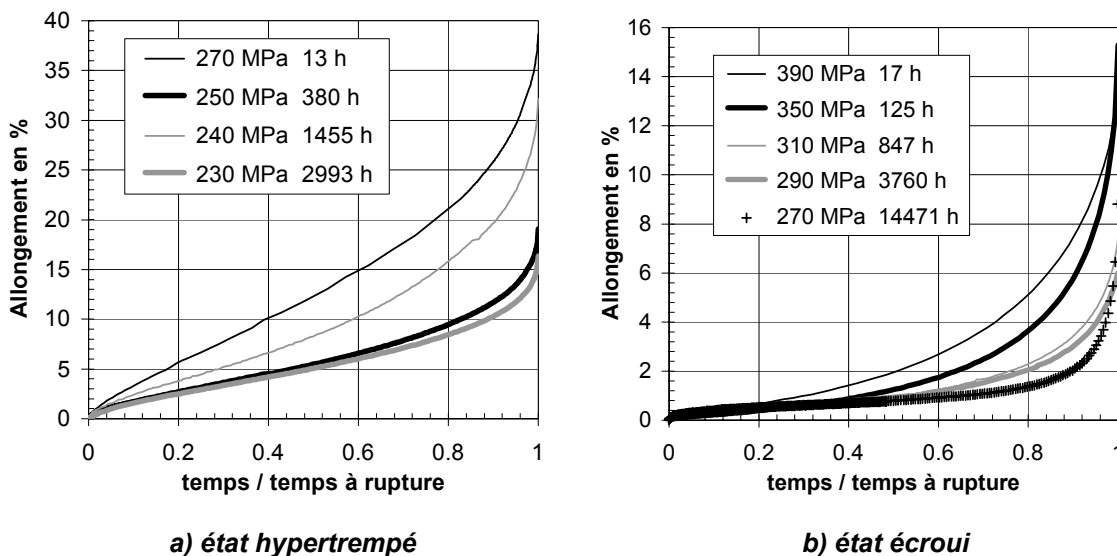 40
35
30
25
20
15
10
5
0
Allongement en %
270 MPa 13 h
250 MPa 380 h
240 MPa 1455 h
230 MPa 2993 h
0 0.2 0.4 0.6 0.8 1
temps / temps à rupture
a) état hypertrempé
16
14
12
10
8
6
4
2
0
Allongement en %
390 MPa 17 h
350 MPa 125 h
310 MPa 847 h
290 MPa 3760 h
270 MPa 14471 h
0 0.2 0.4 0.6 0.8 1
temps / temps à rupture
b) état écroui